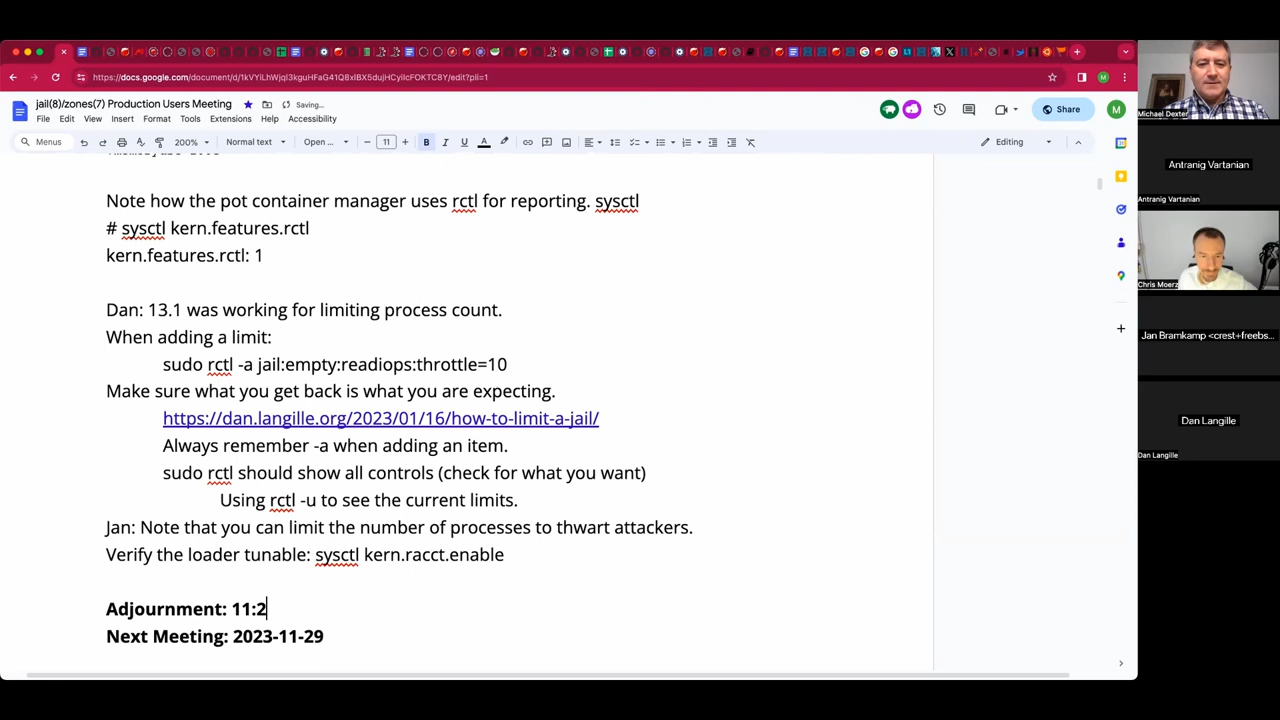 https://docs.google.com/document/d/1kVYiLhWjqI3kguHFaG41Q8xlBX5dujHCyilcFOKTC8Y/edit?pli=1
jail(8)/zones(7) Production Users Meeting
Saving...
File Edit View Insert Format Tools Extensions Help Accessibility
Share
M
Menus
200%
Normal text
Open ...
11
B I U A
Editing
Note how the pot container manager uses rctl for reporting. sysctl
# sysctl kern.features.rctl
kern.features.rctl: 1
Dan: 13.1 was working for limiting process count.
When adding a limit:
sudo rctl -a jail:empty:readiops:throttle=10
Make sure what you get back is what you are expecting.
https://dan.langille.org/2023/01/16/how-to-limit-a-jail/
Always remember -a when adding an item.
sudo rctl should show all controls (check for what you want)
Using rctl -u to see the current limits.
Jan: Note that you can limit the number of processes to thwart attackers.
Verify the loader tunable: sysctl kern.racct.enable
Adjournment: 11:2
Next Meeting: 2023-11-29
Michael Dexter
Antranig Vartanian
Antranig Vartanian
Chris Moerz
Jan Bramkamp <crest+freebs...
Dan Langille
Dan Langille